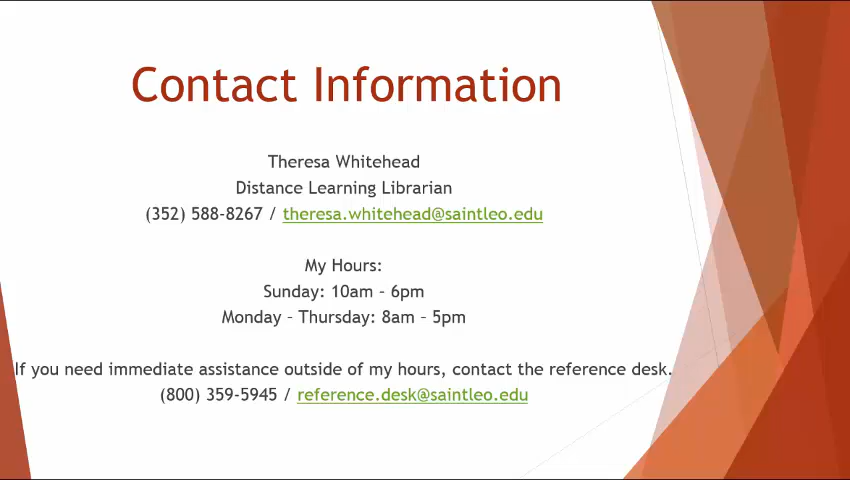 Contact Information
Theresa Whitehead
Distance Learning Librarian
(352) 588-8267 / theresa.whitehead@saintleo.edu
My Hours:
Sunday: 10am – 6pm
Monday – Thursday: 8am – 5pm
If you need immediate assistance outside of my hours, contact the reference desk.
(800) 359-5945 / reference.desk@saintleo.edu